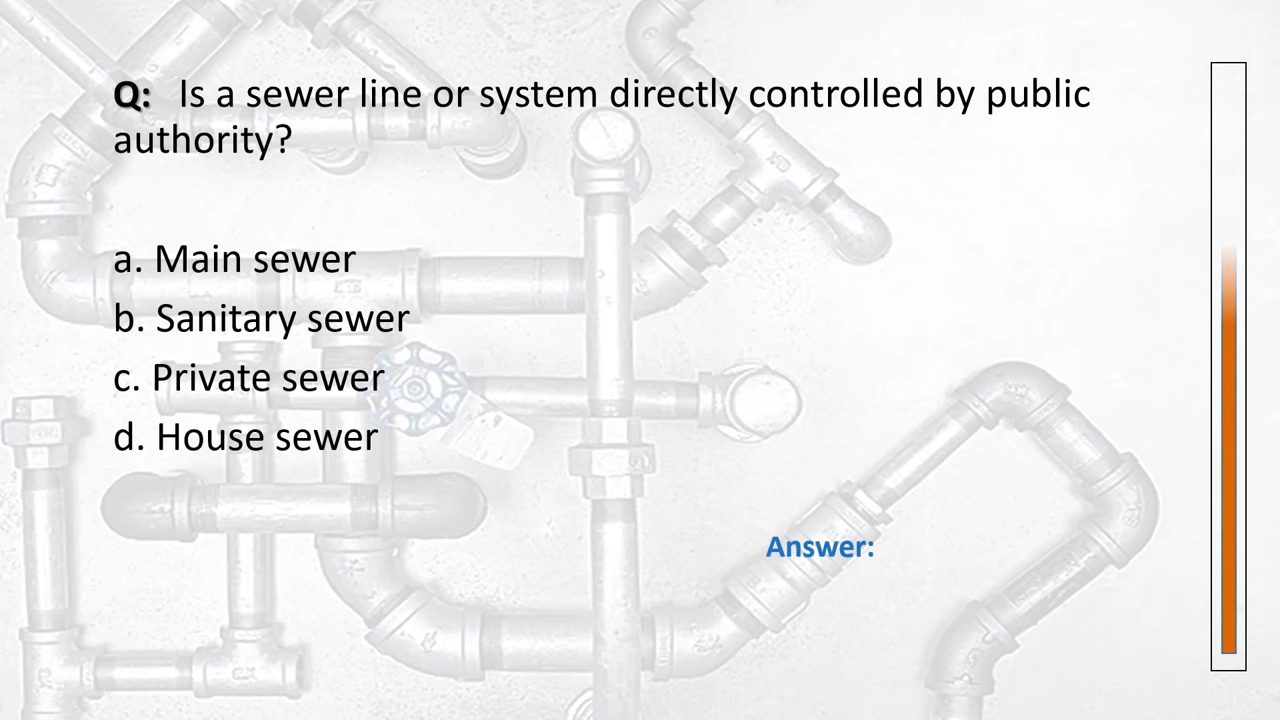 Q: Is a sewer line or system directly controlled by public
authority?
a. Main sewer
b. Sanitary sewer
c. Private sewer
d. House sewer
Answer: